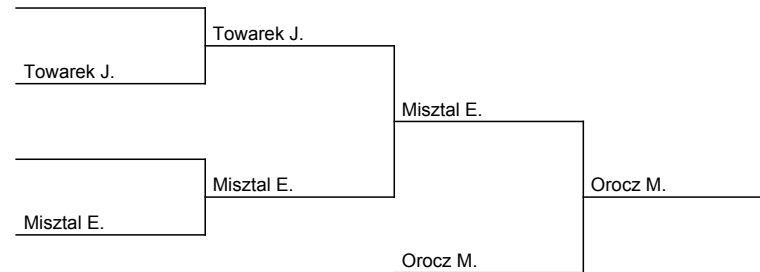 Towarek J.
Towarek J.
Misztal E.
Misztal E.
Orocz M.
Misztal E.
Orocz M.